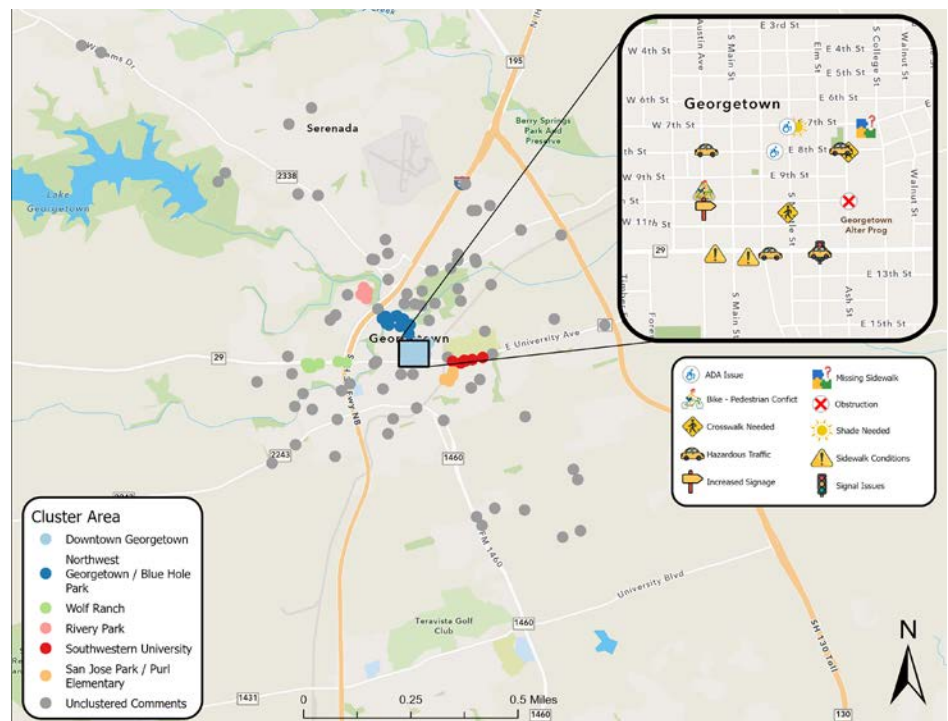 195
Williams Dr
Serenada
Berry Springs
Park And
Preserve
2338
Lake
Georgetown
Georgetown
E University Ave
29
2243
1460
FM 1460
University Blvd
Teravista Golf
Club
1460
SH 130 Toll
1431
1460
130
E 3rd St
W 4th St
Austin Ave
S Main St
Elm St
E 4th St
S College St
Walnut St
E 5th St
W 6th St
E 6th St
Georgetown
W 7th St
7th St
E 8th St
W 9th St
E 9th St
Walnut St
W 11th St
Georgetown
Alter Prog
29
E 13th St
S Main St
Ash St
E 15th St
ADA Issue
Missing Sidewalk
Bike - Pedestrian Confict
Obstruction
Crosswalk Needed
Shade Needed
Hazardous Traffic
Sidewalk Conditions
Increased Signage
Signal Issues
Cluster Area
Downtown Georgetown
Northwest
Georgetown / Blue Hole
Park
Wolf Ranch
Rivery Park
Southwestern University
San Jose Park / Purl
Elementary
Unclustered Comments
0 0.25 0.5 Miles
N